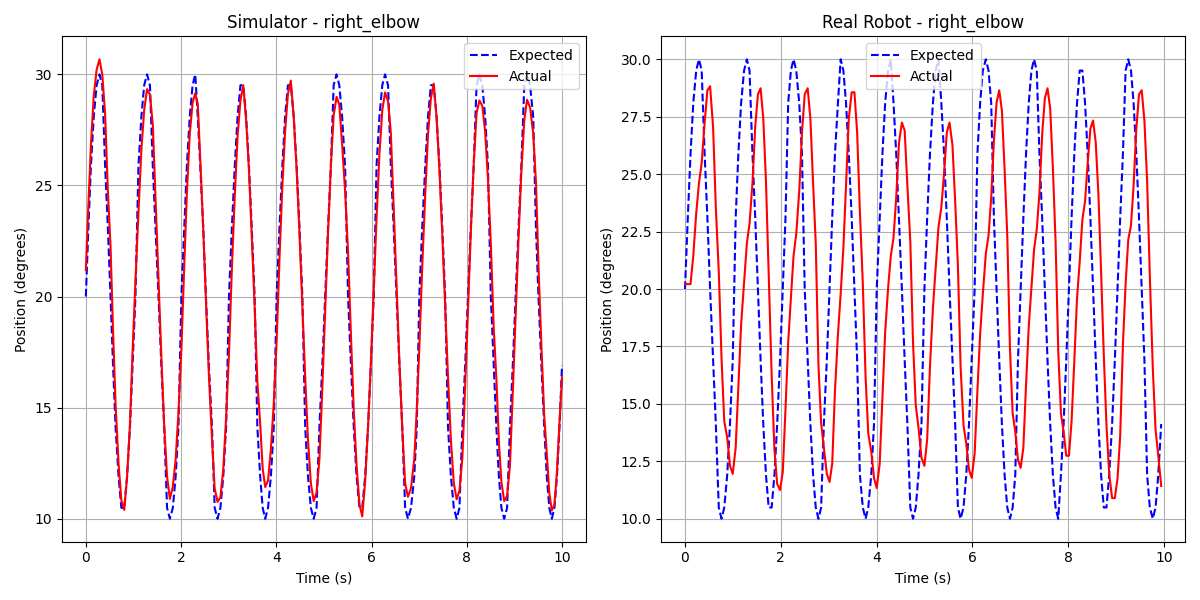 Simulator - right_elbow
Expected
Actual
Position (degrees)
30
25
20
15
10
0 2 4 6 8 10
Time (s)
Real Robot - right_elbow
Expected
Actual
Position (degrees)
30.0
27.5
25.0
22.5
20.0
17.5
15.0
12.5
10.0
0 2 4 6 8 10
Time (s)